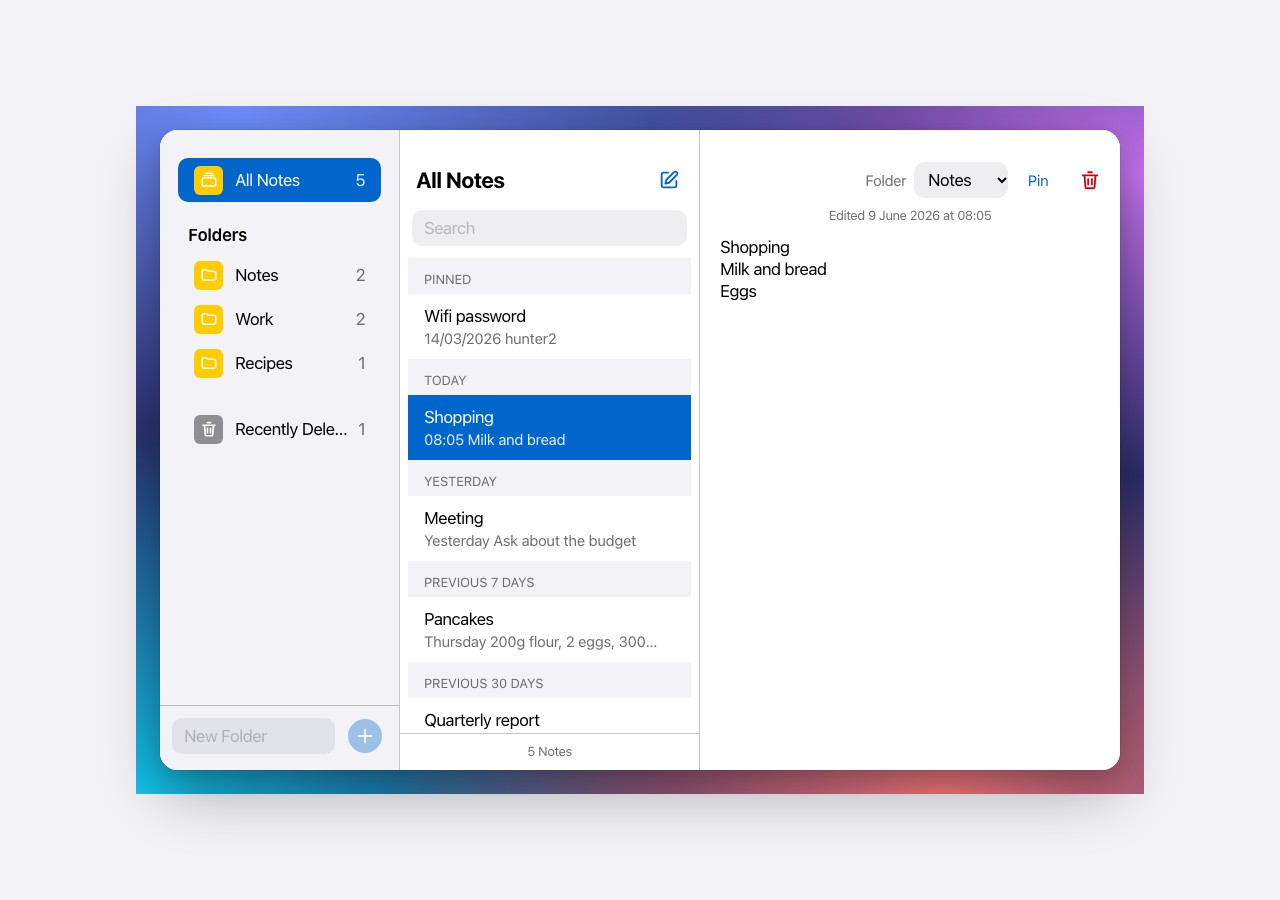 All Notes 5
Folders
Notes 2
Work 2
Recipes 1
Recently Dele... 1
New Folder
All Notes
Search
PINNED
Wifi password
14/03/2026 hunter2
TODAY
Shopping
08:05 Milk and bread
YESTERDAY
Meeting
Yesterday Ask about the budget
PREVIOUS 7 DAYS
Pancakes
Thursday 200g flour, 2 eggs, 300...
PREVIOUS 30 DAYS
Quarterly report
5 Notes
Folder Notes Pin
Edited 9 June 2026 at 08:05
Shopping
Milk and bread
Eggs